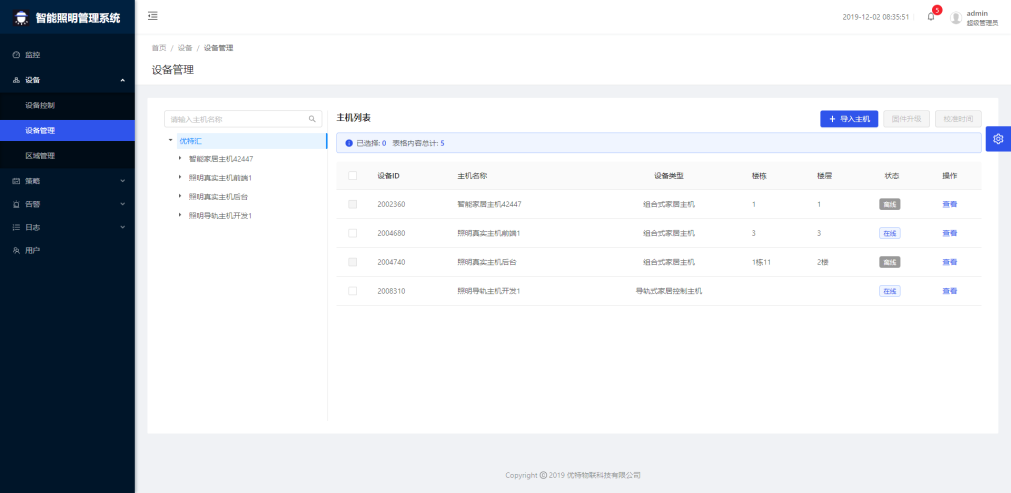 智能照明管理系统
2019-12-02 08:35:51
5
admin
超级管理员
监控
设备
设备控制
设备管理
区域管理
策略
告警
日志
用户
首页 / 设备 / 设备管理
设备管理
请输入主机名称
优特汇
智能家居主机42447
照明真实主机前端1
照明真实主机后台
照明导轨主机开发1
主机列表
+ 导入主机 固件升级 校准时间
已选择: 0 表格内容总计: 5
设备ID 主机名称 设备类型 楼栋 楼层 状态 操作
2002360 智能家居主机42447 组合式家居主机 1 1 离线 查看
2004680 照明真实主机前端1 组合式家居主机 3 3 在线 查看
2004740 照明真实主机后台 组合式家居主机 1栋11 2楼 离线 查看
2008310 照明导轨主机开发1 导轨式家居控制主机 在线 查看
Copyright © 2019 优特物联科技有限公司